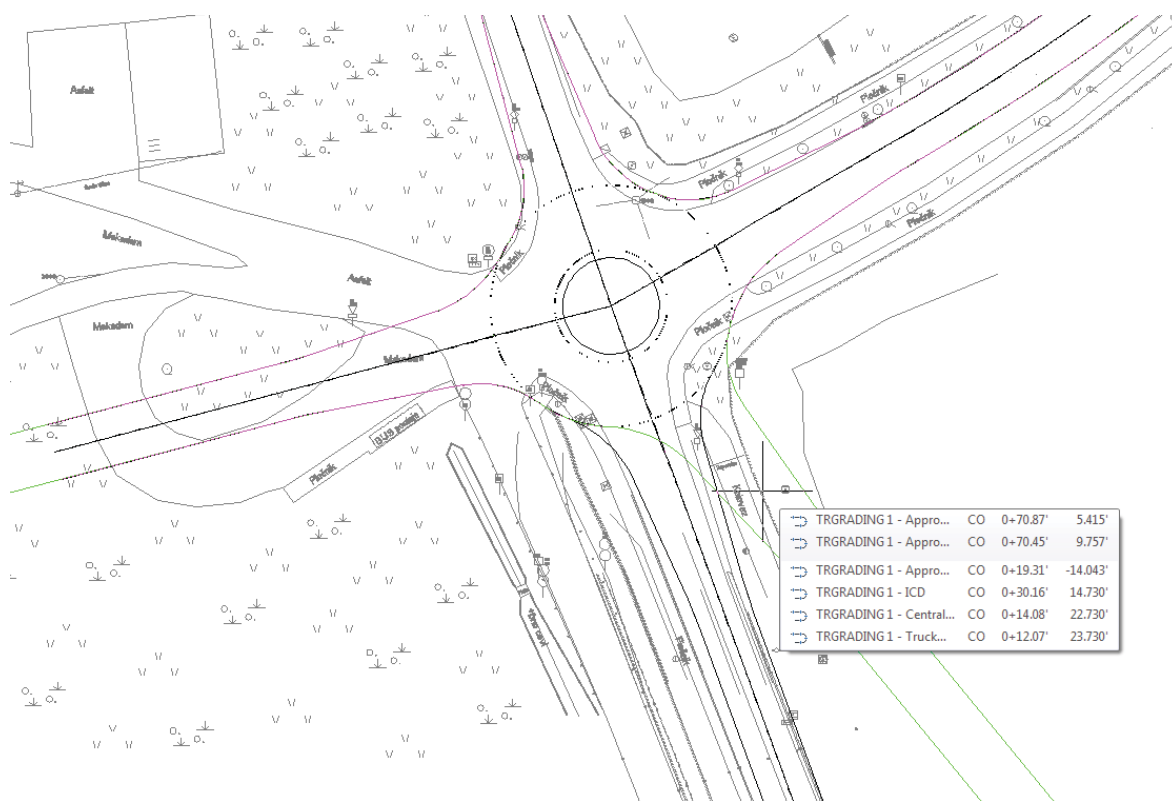 Asfalt
Pločnik
Pločnik
Makadam
Pločnik
Asfalt
Pločnik
Makadam
Pločnik
Makadam
Pločnik
BUS postaja
Pločnik
Kolovoz
Pločnik
TRGRADING 1 - Appro... CO 0+70.87' 5.415'
TRGRADING 1 - Appro... CO 0+70.45' 9.757'
TRGRADING 1 - Appro... CO 0+19.31' -14.043'
TRGRADING 1 - ICD CO 0+30.16' 14.730'
TRGRADING 1 - Central... CO 0+14.08' 22.730'
TRGRADING 1 - Truck... CO 0+12.07' 23.730'